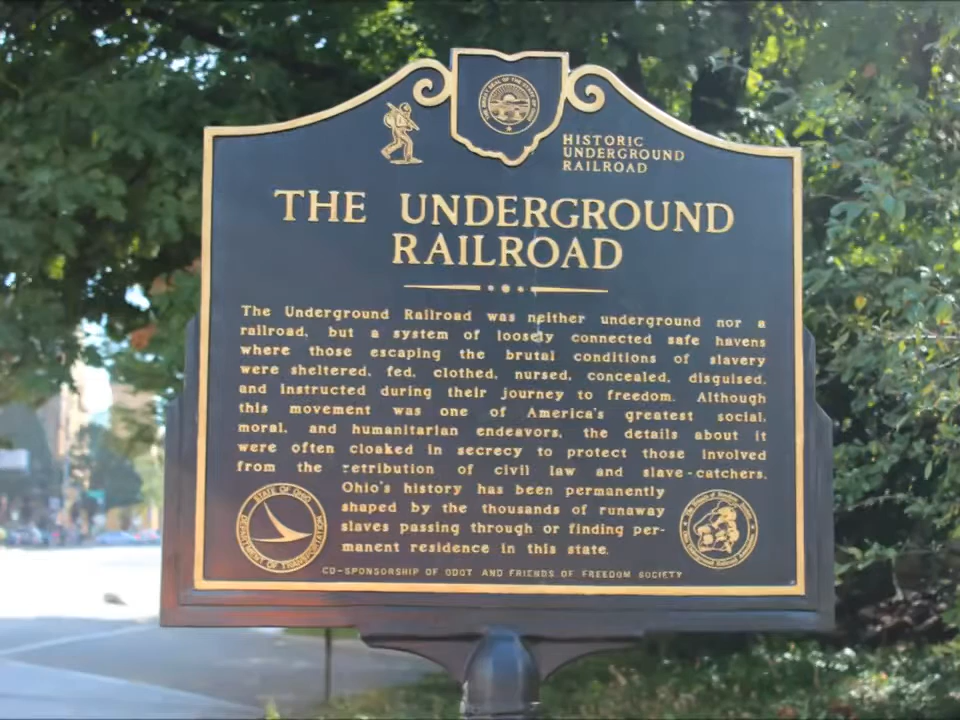 HISTORIC
UNDERGROUND
RAILROAD
THE UNDERGROUND
RAILROAD
The Underground Railroad was neither underground nor a
railroad, but a system of loosely connected safe havens
where those escaping the brutal conditions of slavery
were sheltered, fed, clothed, nursed, concealed, disguised,
and instructed during their journey to freedom. Although
this movement was one of America's greatest social,
moral, and humanitarian endeavors, the details about it
were often cloaked in secrecy to protect those involved
from the retribution of civil law and slave-catchers.
Ohio's history has been permanently
shaped by the thousands of runaway
slaves passing through or finding per-
manent residence in this state.
STATE OF OHIO
DEPARTMENT OF TRANSPORTATION
CO-SPONSORSHIP OF ODOT AND FRIENDS OF FREEDOM SOCIETY